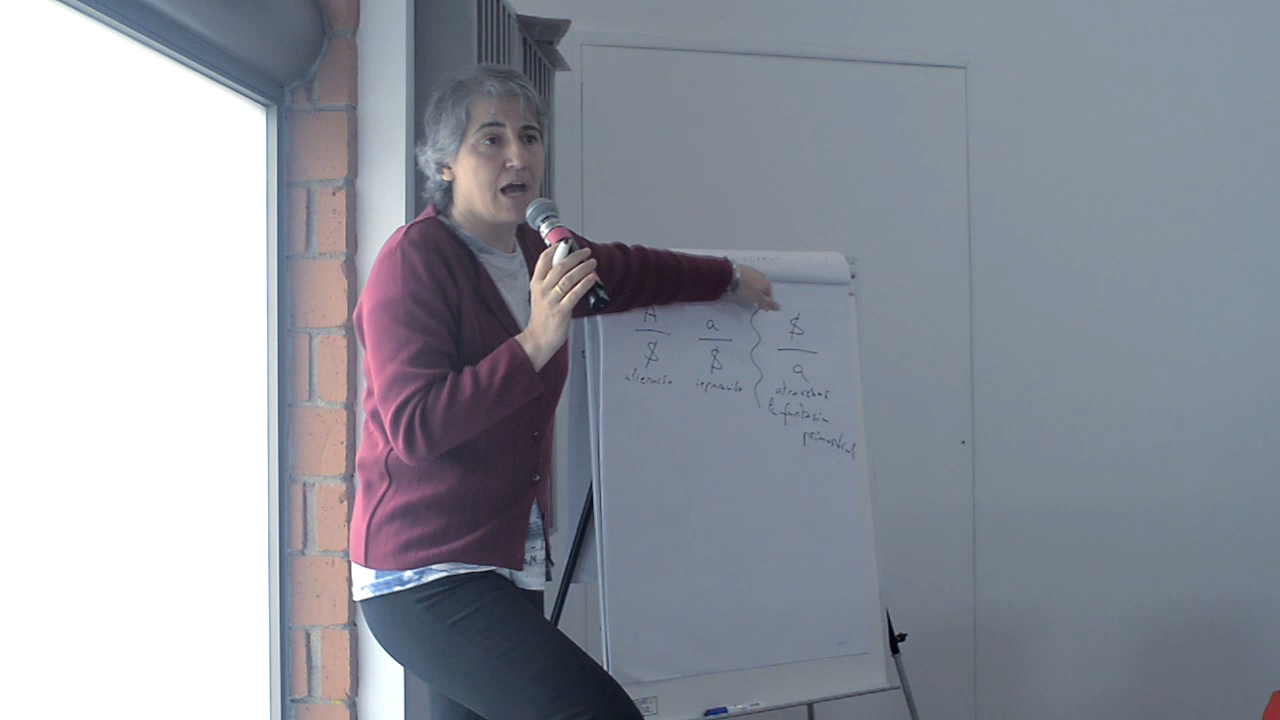 A a $
$ $ a
alienación separación atravesar
la fantasía
primordial